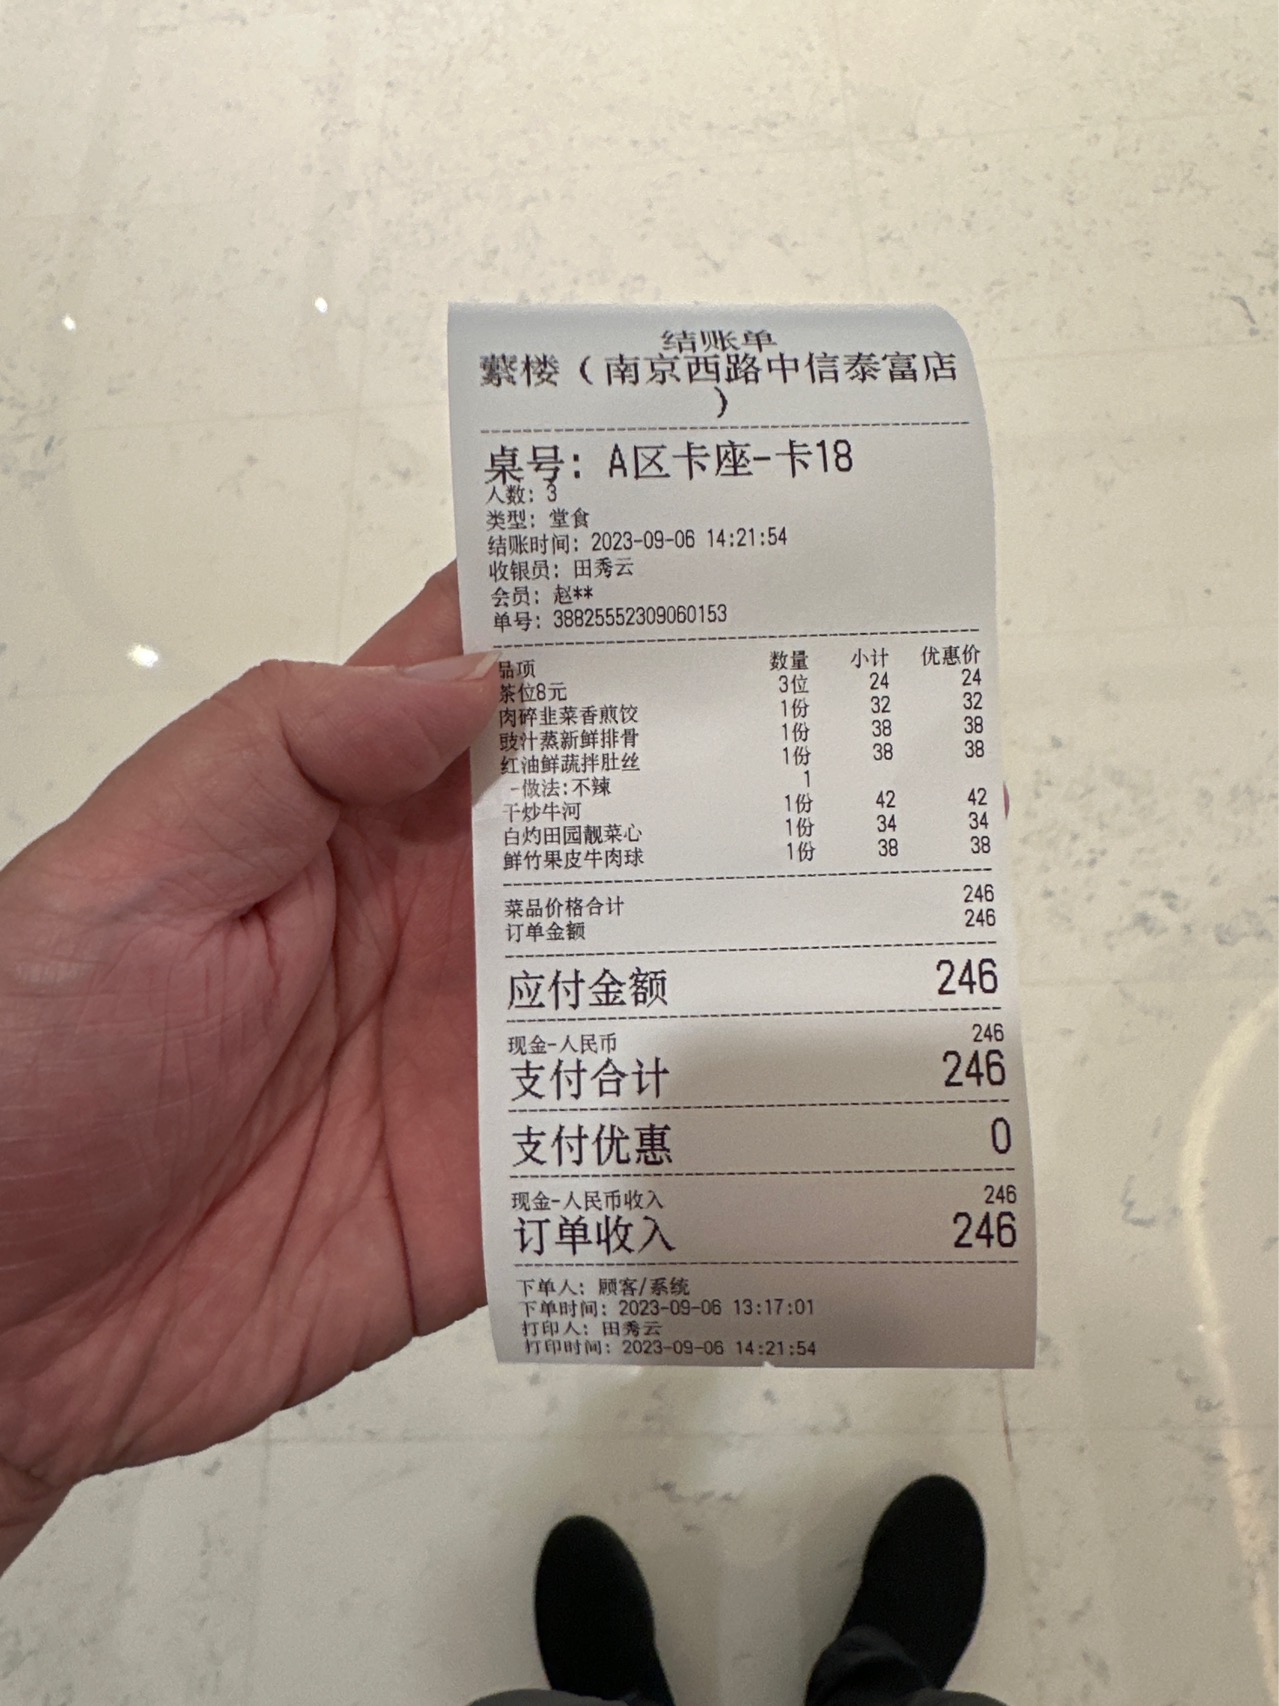 结账单
蘩楼（南京西路中信泰富店
）
桌号：A区卡座-卡18
人数：3
类型：堂食
结账时间：2023-09-06 14:21:54
收银员：田秀云
会员：赵**
单号：38825552309060153
品项 数量 小计 优惠价
茶位8元 3位 24 24
肉碎韭菜香煎饺 1份 32 32
豉汁蒸新鲜排骨 1份 38 38
红油鲜蔬拌肚丝 1份 38 38
-做法:不辣 1
干炒牛河 1份 42 42
白灼田园靓菜心 1份 34 34
鲜竹果皮牛肉球 1份 38 38
菜品价格合计 246
订单金额 246
应付金额 246
现金-人民币 246
支付合计 246
支付优惠 0
现金-人民币收入 246
订单收入 246
下单人：顾客/系统
下单时间：2023-09-06 13:17:01
打印人：田秀云
打印时间：2023-09-06 14:21:54